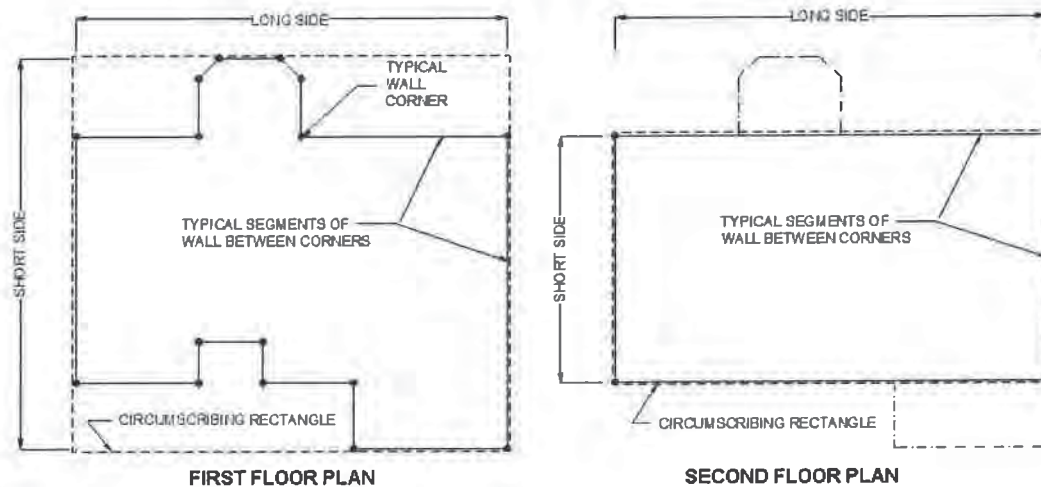 LONG SIDE
TYPICAL
WALL
CORNER
SHORT SIDE
TYPICAL SEGMENTS OF
WALL BETWEEN CORNERS
CIRCUMSCRIBING RECTANGLE
FIRST FLOOR PLAN
LONG SIDE
SHORT SIDE
TYPICAL SEGMENTS OF
WALL BETWEEN CORNERS
CIRCUMSCRIBING RECTANGLE
SECOND FLOOR PLAN